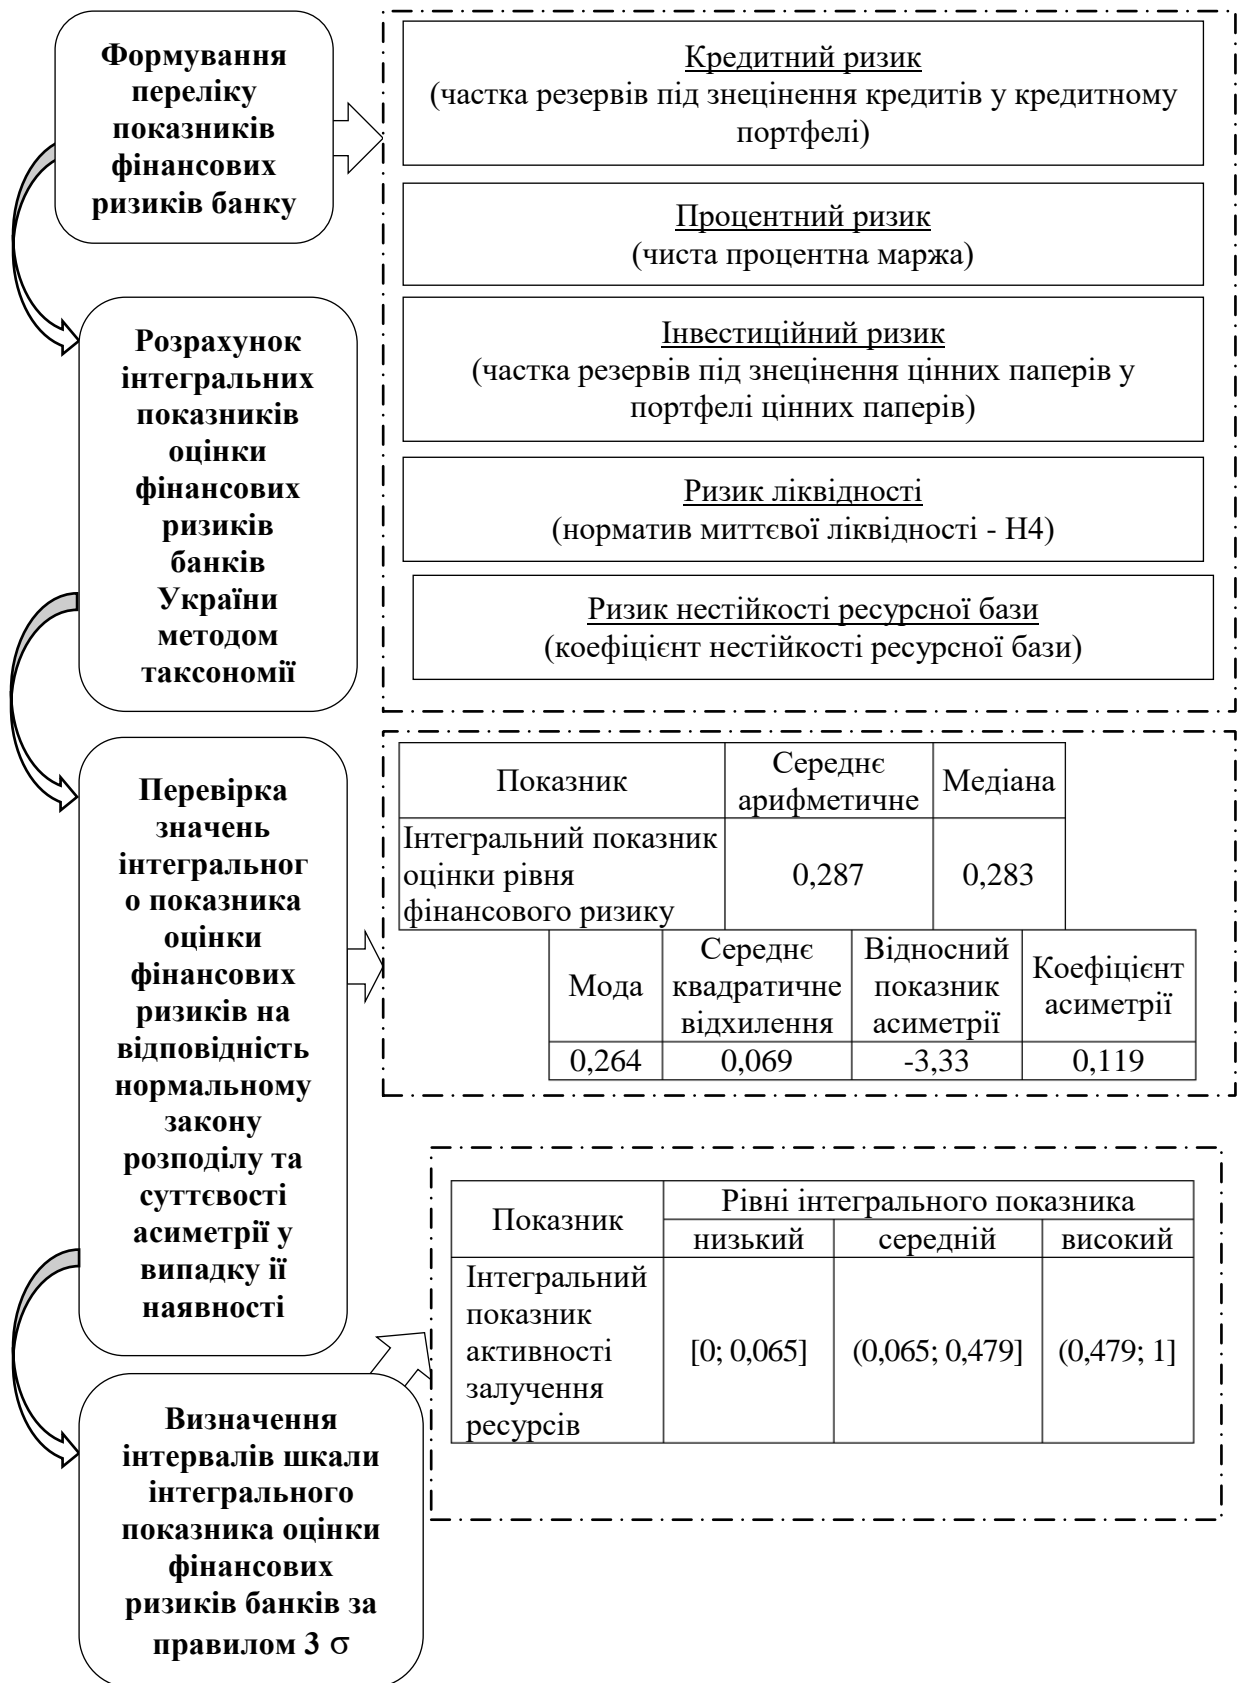 Формування
переліку
показників
фінансових
ризиків банку
Кредитний ризик
(частка резервів під знецінення кредитів у кредитному
портфелі)
Процентний ризик
(чиста процентна маржа)
Інвестиційний ризик
(частка резервів під знецінення цінних паперів у
портфелі цінних паперів)
Ризик ліквідності
(норматив миттєвої ліквідності - Н4)
Ризик нестійкості ресурсної бази
(коефіцієнт нестійкості ресурсної бази)
Розрахунок
інтегральних
показників
оцінки
фінансових
ризиків
банків
України
методом
таксономії
Перевірка
значень
інтегральног
о показника
оцінки
фінансових
ризиків на
відповідність
нормальному
закону
розподілу та
суттєвості
асиметрії у
випадку її
наявності
Показник
Середнє
арифметичне
Медіана
Інтегральний показник
оцінки рівня
фінансового ризику
0,287
0,283
Мода
Середнє
квадратичне
відхилення
Відносний
показник
асиметрії
Коефіцієнт
асиметрії
0,264
0,069
-3,33
0,119
Визначення
інтервалів шкали
інтегрального
показника оцінки
фінансових
ризиків банків за
правилом 3 σ
Показник
Рівні інтегрального показника
низький
середній
високий
Інтегральний
показник
активності
залучення
ресурсів
[0; 0,065]
(0,065; 0,479]
(0,479; 1]